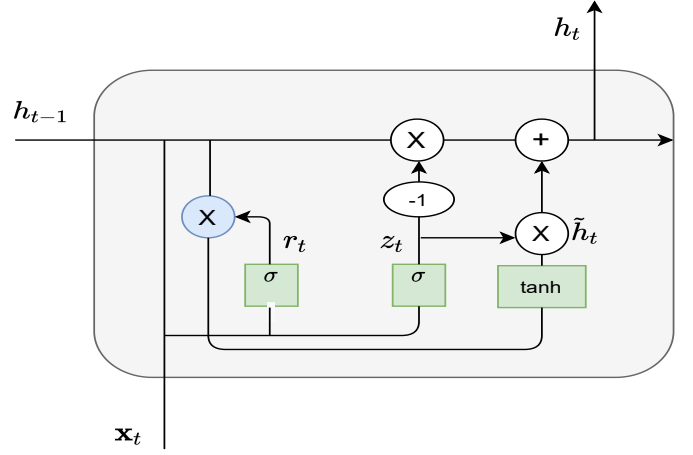 h_t
h_{t−1}
X
+
-1
X
r_t
z_t
X
h̃_t
σ
σ
tanh
x_t